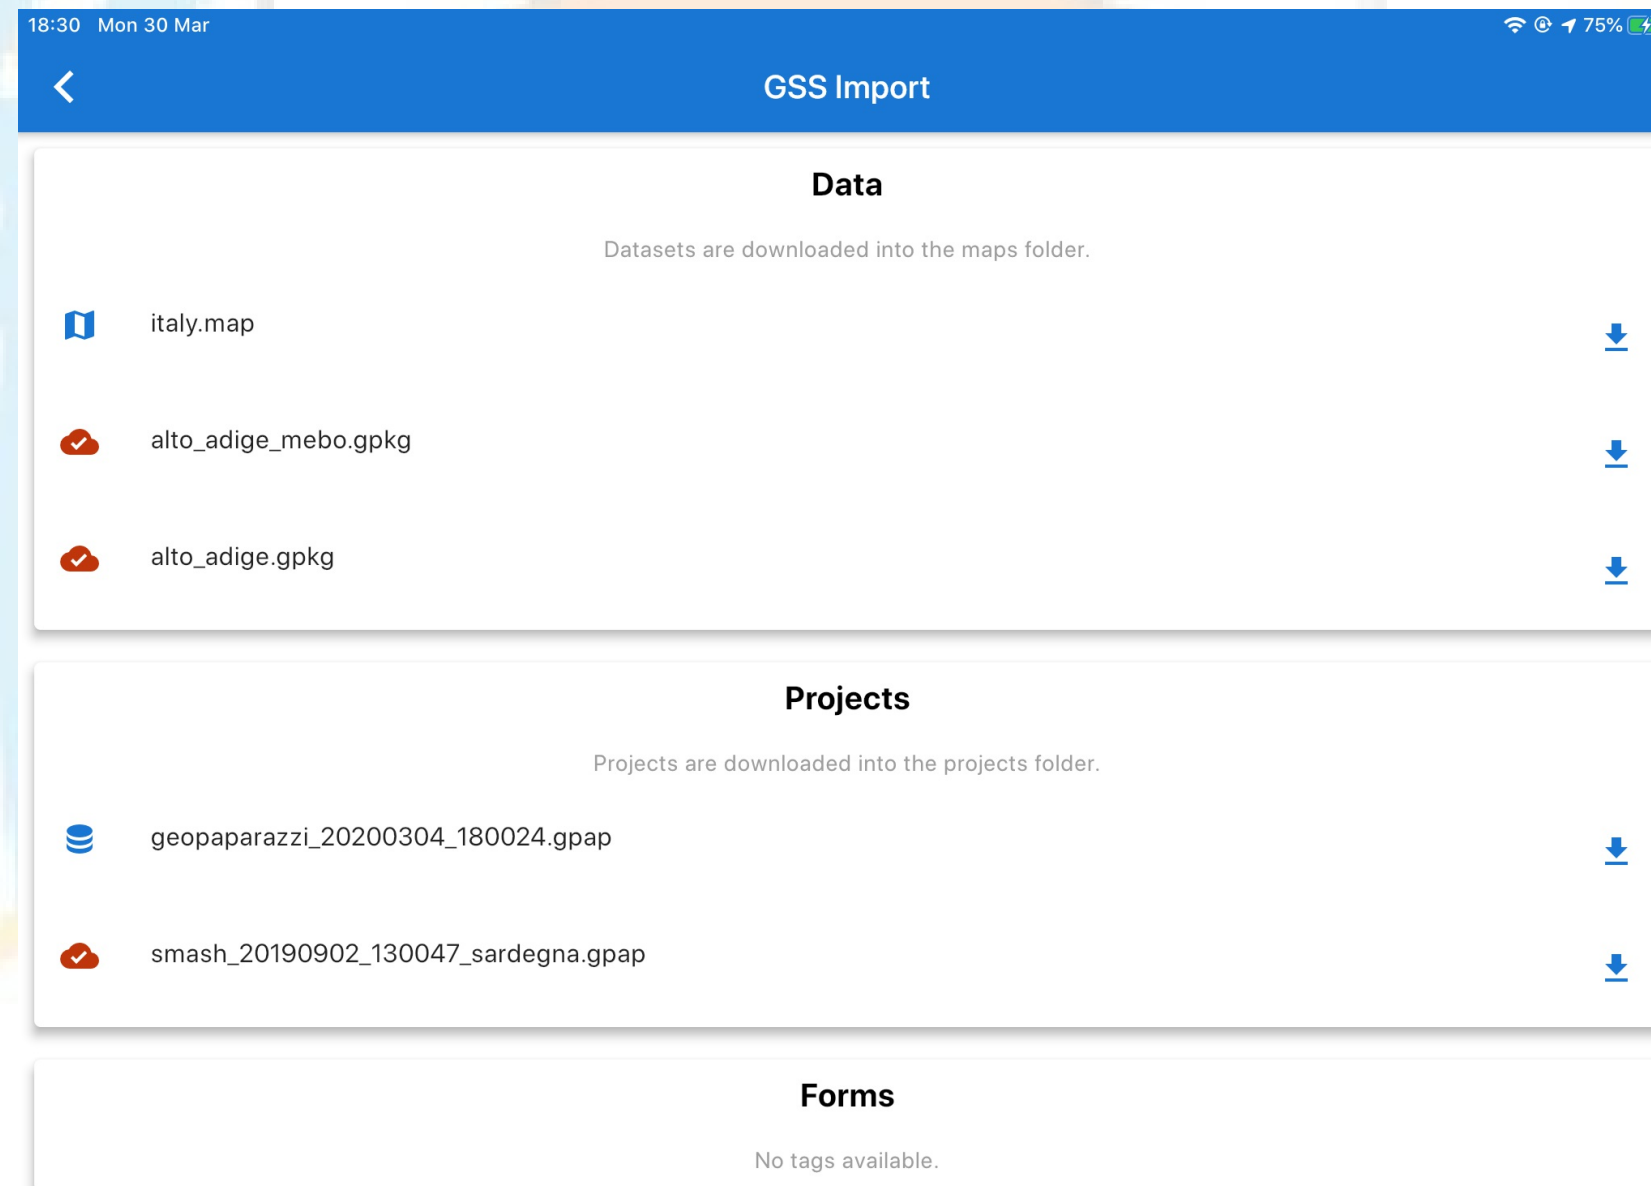 18:30 Mon 30 Mar 75%
GSS Import
Data
Datasets are downloaded into the maps folder.
italy.map
alto_adige_mebo.gpkg
alto_adige.gpkg
Projects
Projects are downloaded into the projects folder.
geopaparazzi_20200304_180024.gpap
smash_20190902_130047_sardegna.gpap
Forms
No tags available.